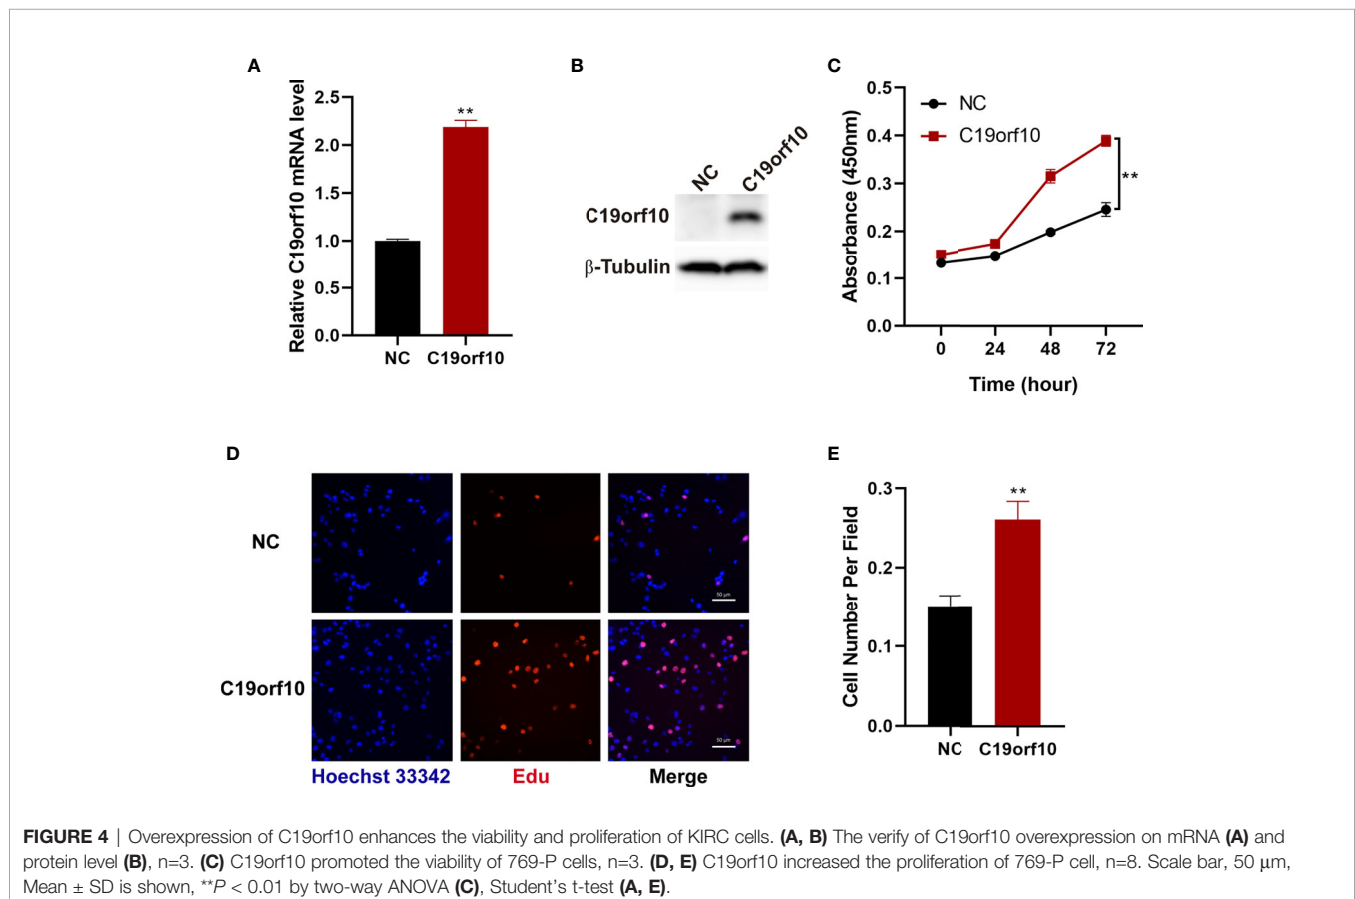 A
Relative C19orf10 mRNA level
2.5
2.0
1.5
1.0
0.5
0.0
**
NC
C19orf10
B
NC
C19orf10
C19orf10
β-Tubulin
C
Absorbance (450nm)
0.5
0.4
0.3
0.2
0.1
0.0
NC
C19orf10
**
0 24 48 72
Time (hour)
D
NC
50 μm
C19orf10
50 μm
Hoechst 33342
Edu
Merge
E
Cell Number Per Field
0.3
0.2
0.1
0.0
**
NC
C19orf10
FIGURE 4 | Overexpression of C19orf10 enhances the viability and proliferation of KIRC cells. (A, B) The verify of C19orf10 overexpression on mRNA (A) and
protein level (B), n=3. (C) C19orf10 promoted the viability of 769-P cells, n=3. (D, E) C19orf10 increased the proliferation of 769-P cell, n=8. Scale bar, 50 μm,
Mean ± SD is shown, **P < 0.01 by two-way ANOVA (C), Student's t-test (A, E).